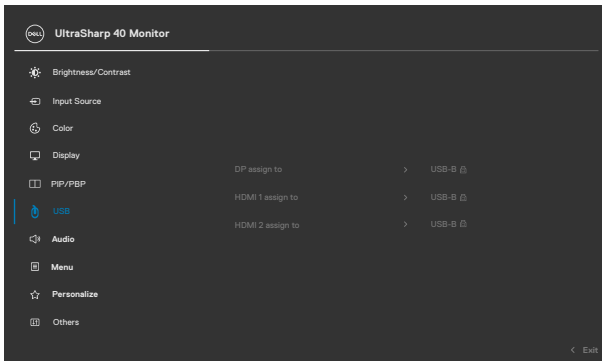 DELL
UltraSharp 40 Monitor
Brightness/Contrast
Input Source
Color
Display
PIP/PBP
USB
Audio
Menu
Personalize
Others
DP assign to > USB-B
HDMI 1 assign to > USB-B
HDMI 2 assign to > USB-B
< Exit